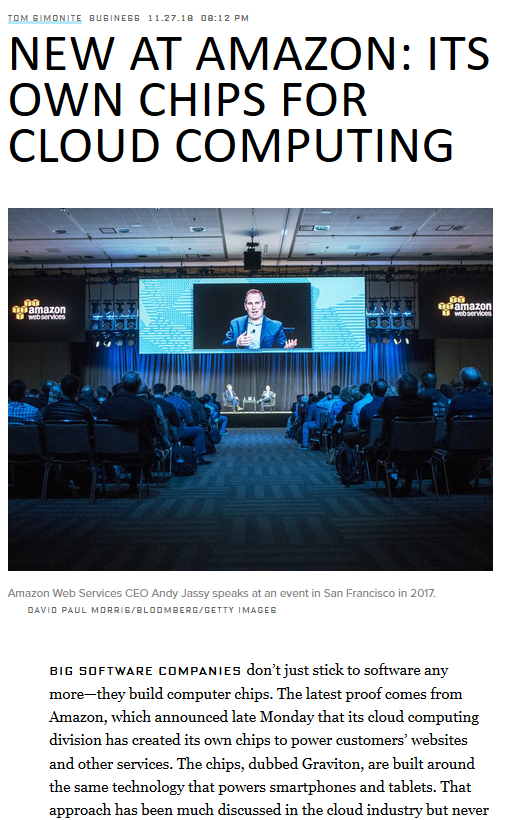 TOM SIMONITE BUSINESS 11.27.18 08:12 PM
NEW AT AMAZON: ITS
OWN CHIPS FOR
CLOUD COMPUTING
amazon
webservices
amazon
webservices
Amazon Web Services CEO Andy Jassy speaks at an event in San Francisco in 2017.
DAVID PAUL MORRIS/BLOOMBERG/GETTY IMAGES
BIG SOFTWARE COMPANIES don’t just stick to software any
more—they build computer chips. The latest proof comes from
Amazon, which announced late Monday that its cloud computing
division has created its own chips to power customers’ websites
and other services. The chips, dubbed Graviton, are built around
the same technology that powers smartphones and tablets. That
approach has been much discussed in the cloud industry but never